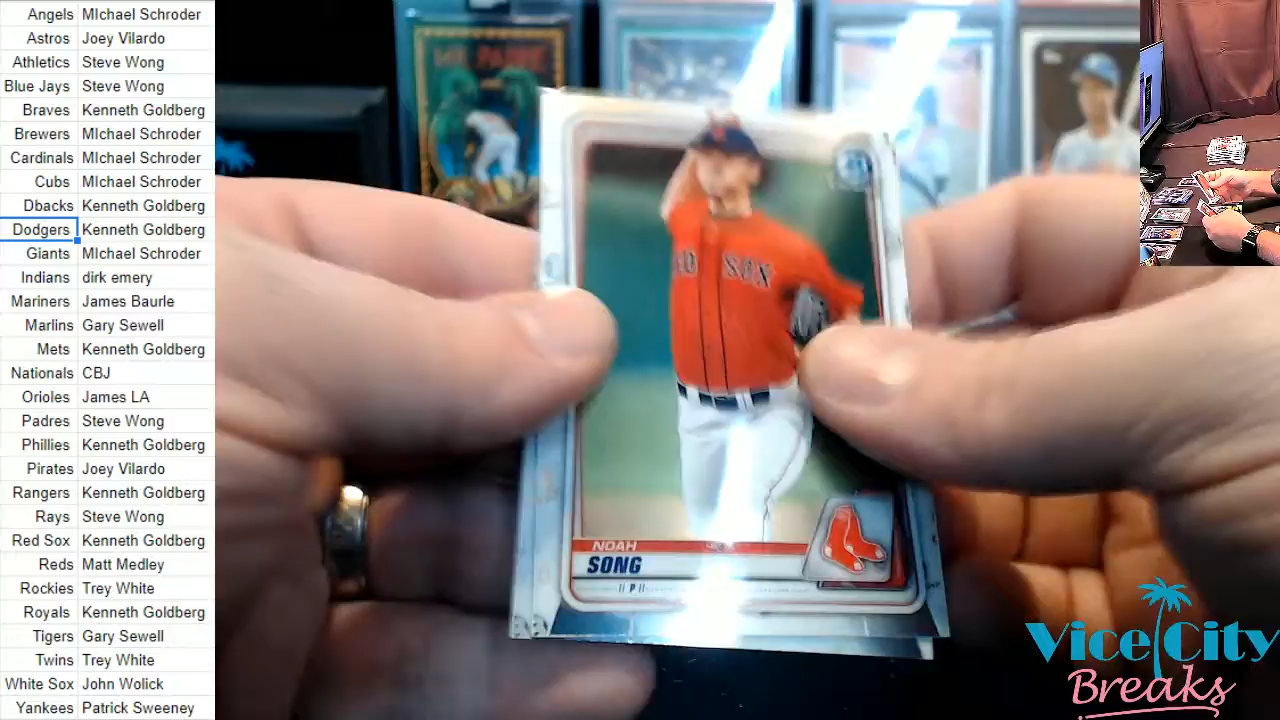 Angels MIchael Schroder
Astros Joey Vilardo
Athletics Steve Wong
Blue Jays Steve Wong
Braves Kenneth Goldberg
Brewers MIchael Schroder
Cardinals MIchael Schroder
Cubs MIchael Schroder
Dbacks Kenneth Goldberg
Dodgers Kenneth Goldberg
Giants MIchael Schroder
Indians dirk emery
Mariners James Baurle
Marlins Gary Sewell
Mets Kenneth Goldberg
Nationals CBJ
Orioles James LA
Padres Steve Wong
Phillies Kenneth Goldberg
Pirates Joey Vilardo
Rangers Kenneth Goldberg
Rays Steve Wong
Red Sox Kenneth Goldberg
Reds Matt Medley
Rockies Trey White
Royals Kenneth Goldberg
Tigers Gary Sewell
Twins Trey White
White Sox John Wolick
Yankees Patrick Sweeney
SOX
NOAH
SONG
P
Vice City
Breaks